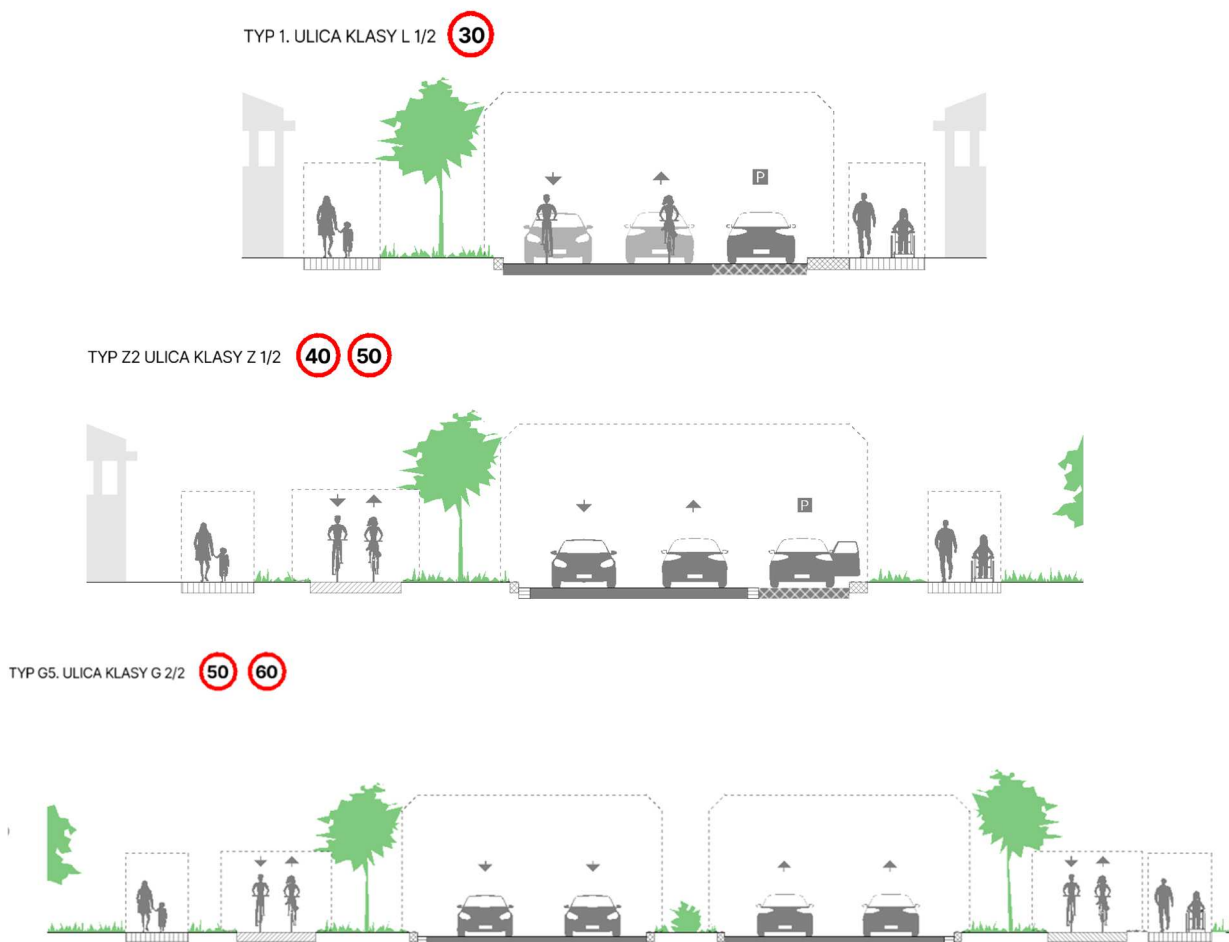 TYP 1. ULICA KLASY L 1/2 30
P
TYP Z2 ULICA KLASY Z 1/2 40 50
P
TYP G5. ULICA KLASY G 2/2 50 60